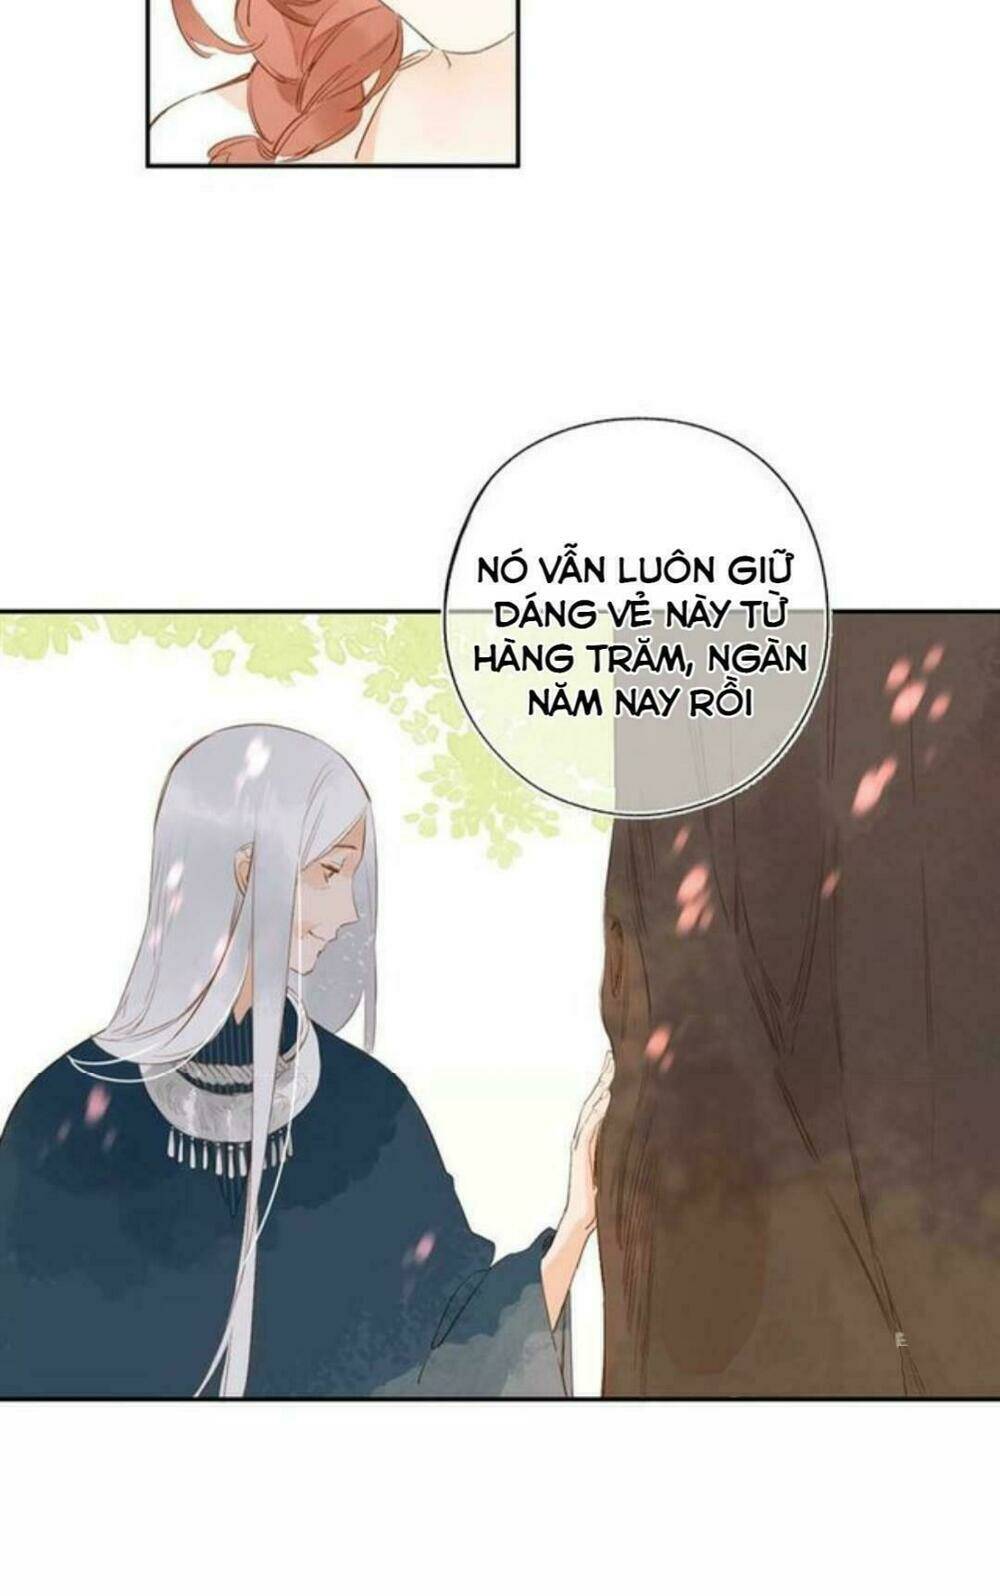 NÓ VẪN LUÔN GIỮ
DÁNG VẺ NÀY TỪ
HÀNG TRĂM, NGÀN
NĂM NAY RỒI